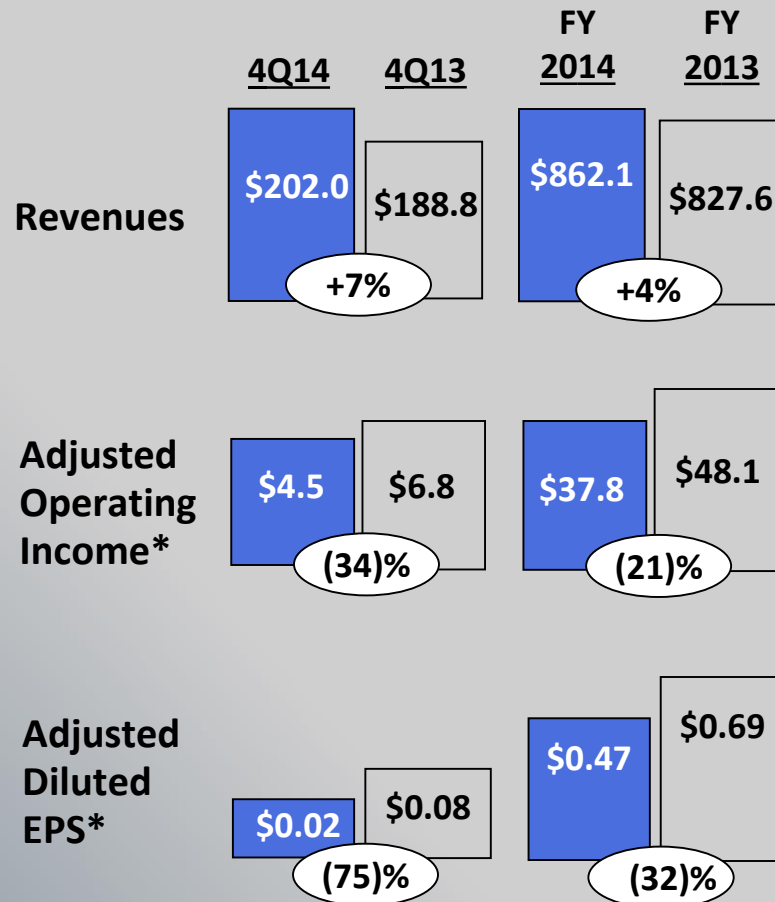 FY FY
4Q14 4Q13 2014 2013
Revenues
$202.0 $188.8 $862.1 $827.6
+7% +4%
Adjusted
Operating
Income*
$4.5 $6.8 $37.8 $48.1
(34)% (21)%
Adjusted
Diluted
EPS*
$0.02 $0.08 $0.47 $0.69
(75)% (32)%